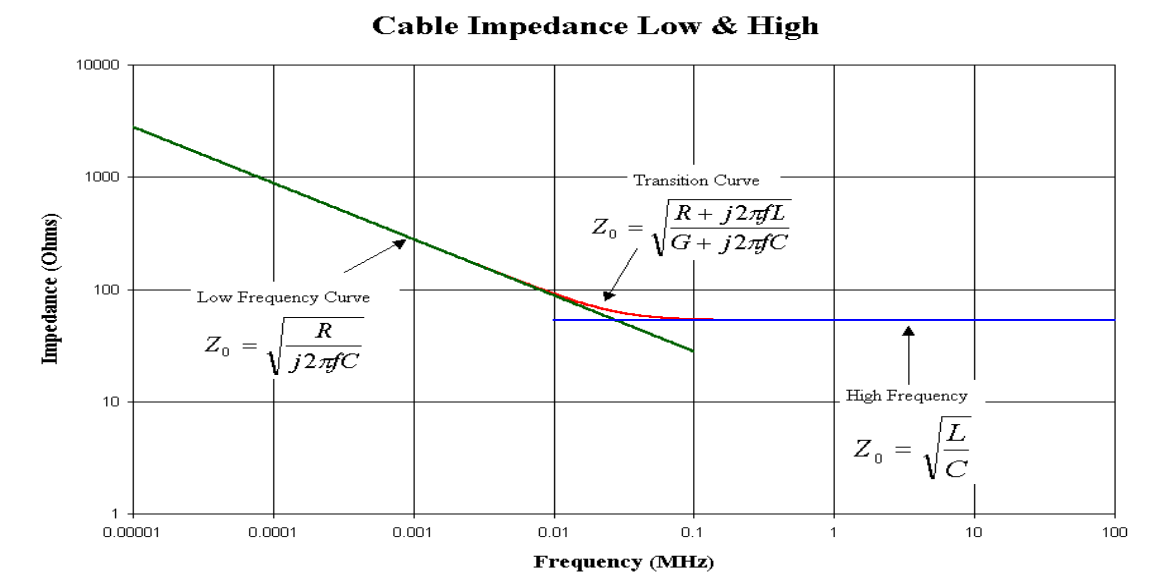 Cable Impedance Low & High
10000
1000
100
10
1
Impedance (Ohms)
Transition Curve
Z₀ = √((R + j2πfL)/(G + j2πfC))
Low Frequency Curve
Z₀ = √(R/(j2πfC))
High Frequency
Z₀ = √(L/C)
0.00001 0.0001 0.001 0.01 0.1 1 10 100
Frequency (MHz)